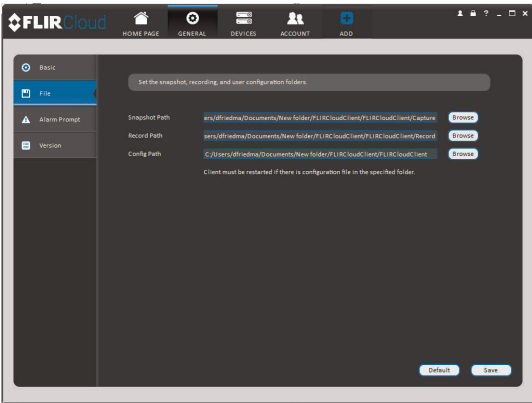 FLIR Cloud
HOME PAGE GENERAL DEVICES ACCOUNT ADD
Basic
File
Alarm Prompt
Version
Set the snapshot, recording, and user configuration folders.
Snapshot Path ers/dfriedma/Documents/New folder/FLIRCloudClient/FLIRCloudClient/Capture Browse
Record Path sers/dfriedma/Documents/New folder/FLIRCloudClient/FLIRCloudClient/Record Browse
Config Path C:/Users/dfriedma/Documents/New folder/FLIRCloudClient/FLIRCloudClient Browse
Client must be restarted if there is configuration file in the specified folder.
Default Save